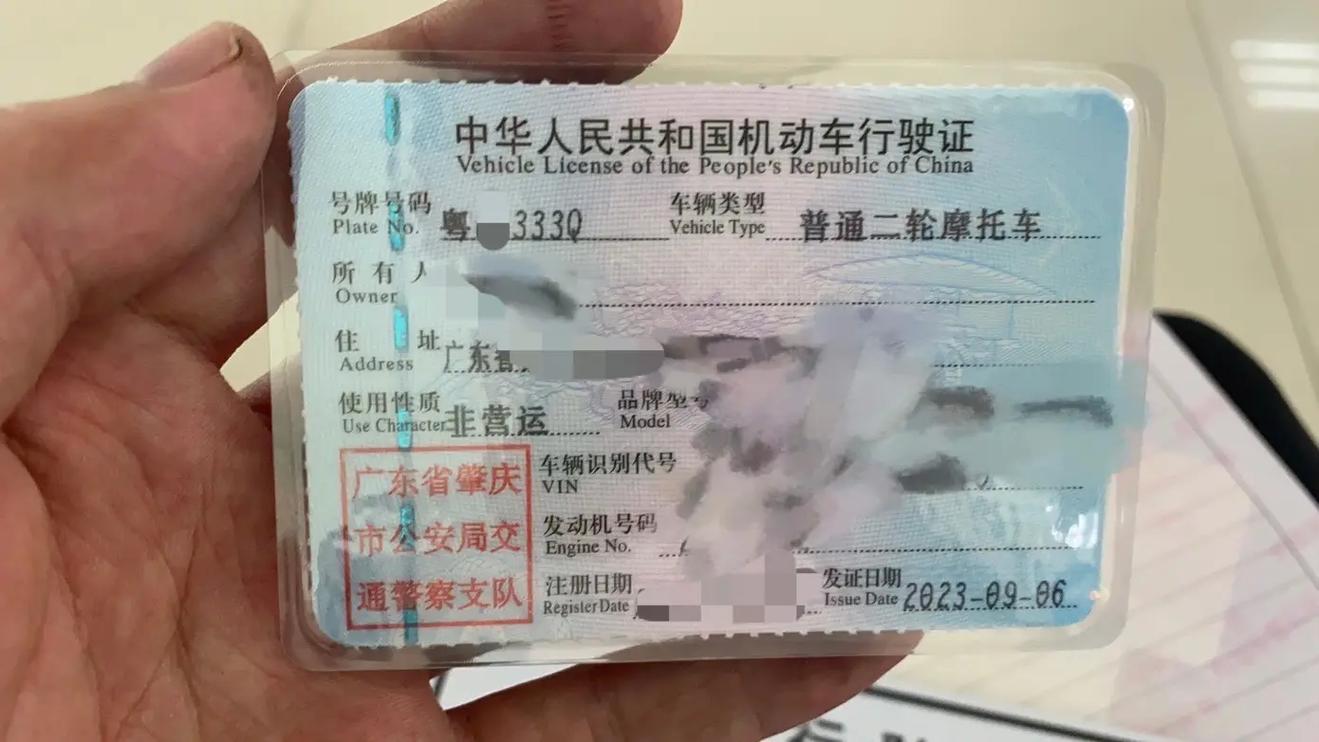 中华人民共和国机动车行驶证
Vehicle License of the People's Republic of China
号牌号码 粤 333Q 车辆类型 普通二轮摩托车
Plate No. Vehicle Type
所有人
Owner
住址 广东省
Address
使用性质 非营运 品牌型号
Use Character Model
广东省肇庆
市公安局交
通警察支队
车辆识别代号
VIN
发动机号码
Engine No.
注册日期 发证日期 2023-09-06
Register Date Issue Date